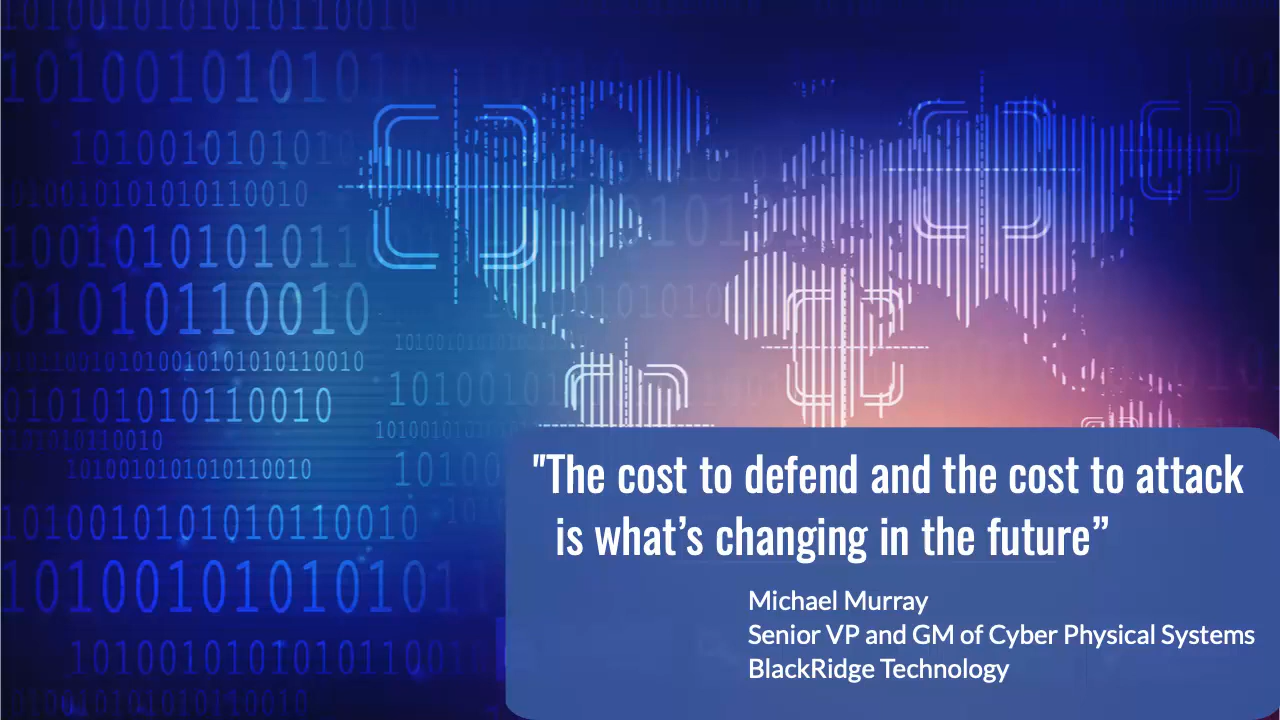 "The cost to defend and the cost to attack
is what’s changing in the future”
Michael Murray
Senior VP and GM of Cyber Physical Systems
BlackRidge Technology